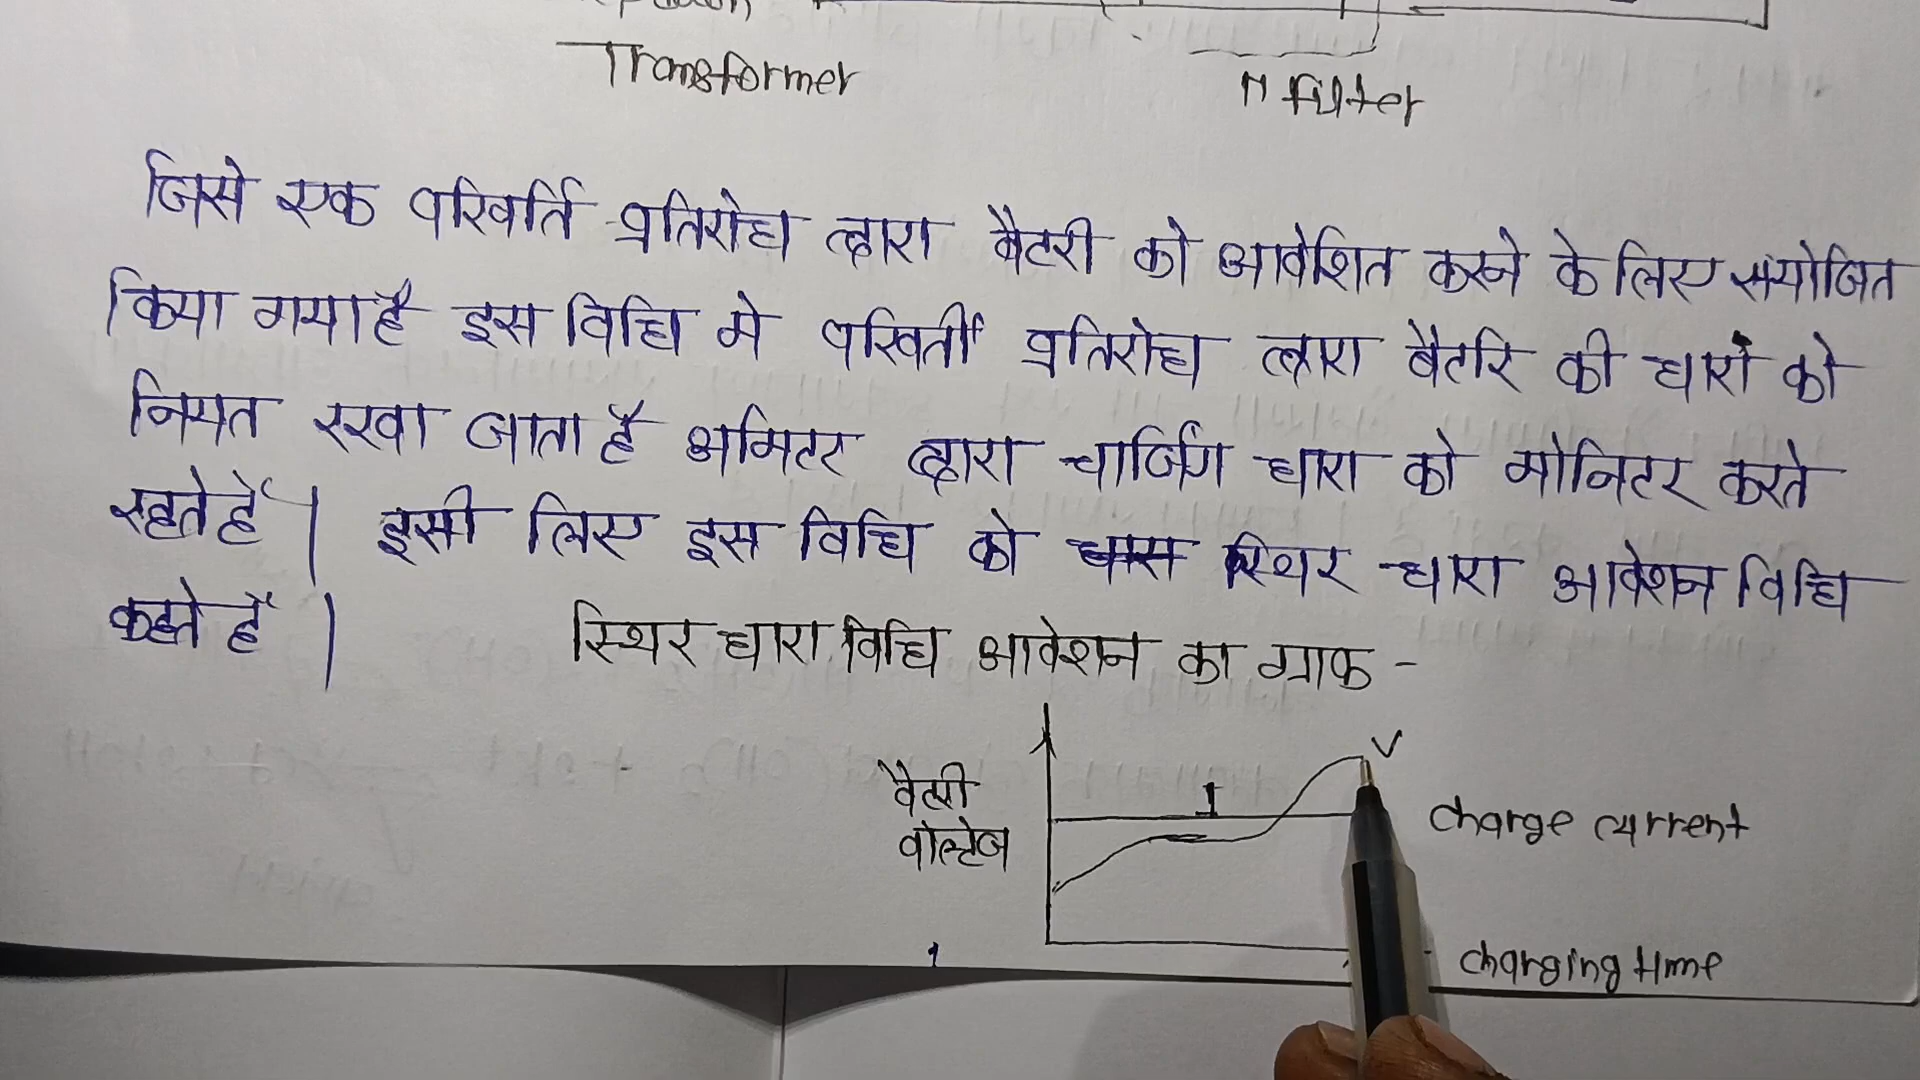 Transformer
π filter
जिसे एक परिवर्ति प्रतिरोध द्वारा बैटरी को आवेशित करने के लिए संयोजित
किया गया है इस विधि मे परिवर्ती प्रतिरोध द्वारा बैटरि की धारा को
नियत रखा जाता है अमिटर द्वारा चार्जिंग धारा को मोनिटर करते
रहते हैं | इसी लिए इस विधि को स्थिर धारा आवेशन विधि
कहते है |
स्थिर धारा विधि आवेशन का ग्राफ -
V
बैटरी
I
वोल्टेज
charge current
charging time